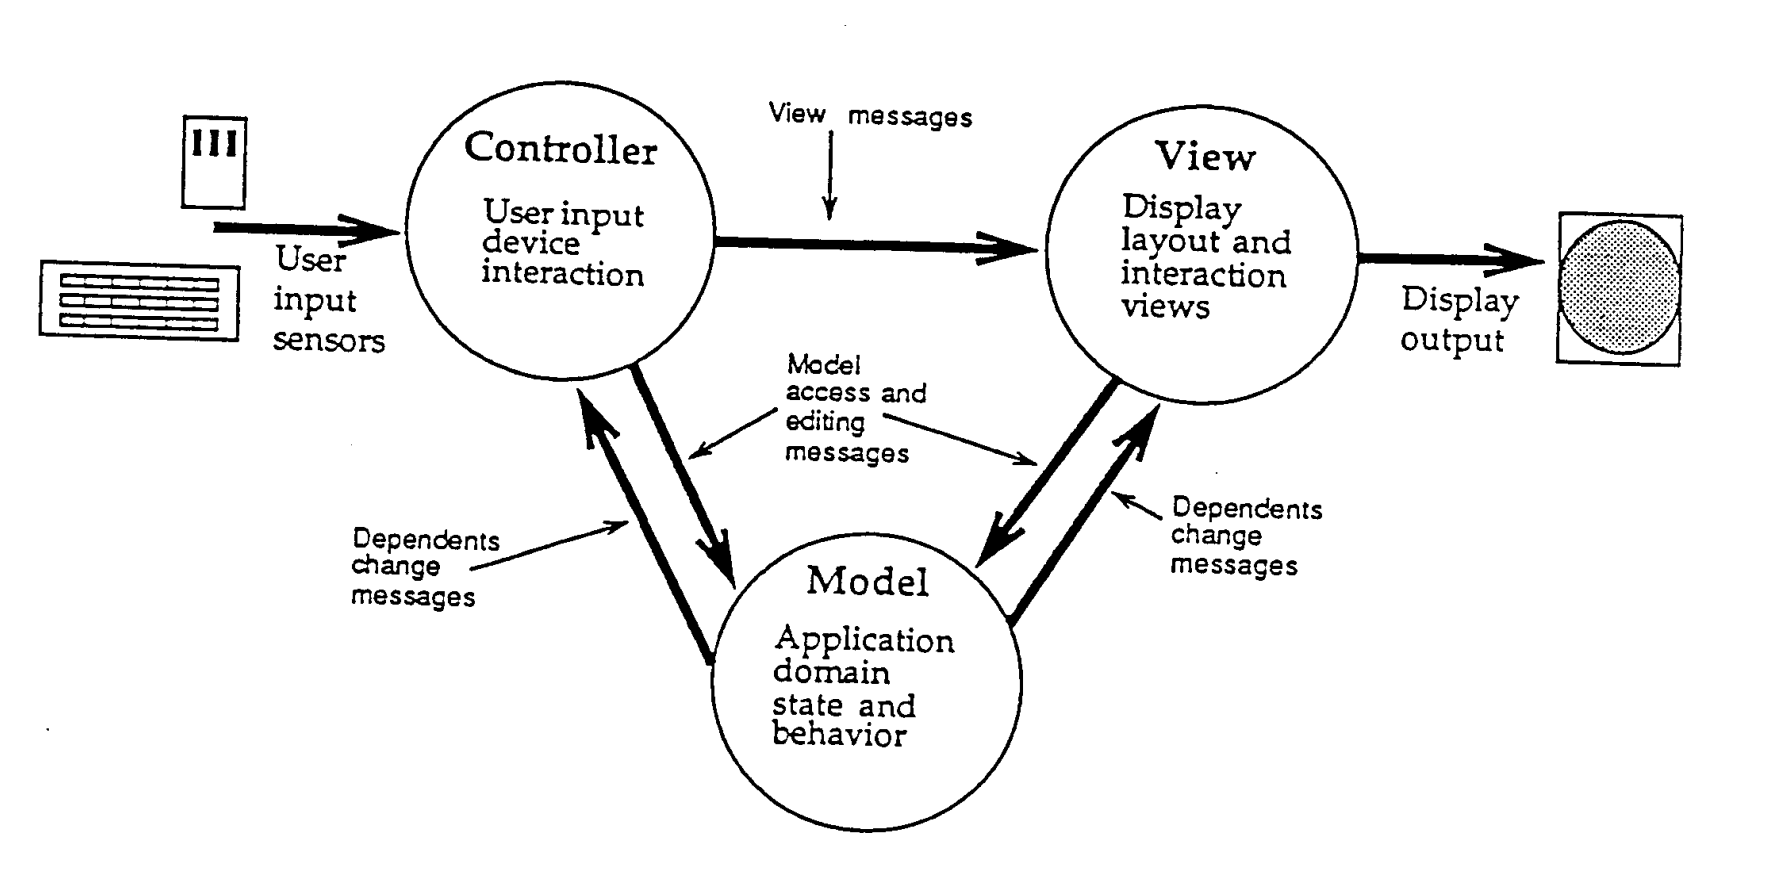 Controller
User input
device
interaction
View messages
View
Display
layout and
interaction
views
User
input
sensors
Display
output
Model
access and
editing
messages
Dependents
change
messages
Dependents
change
messages
Model
Application
domain
state and
behavior